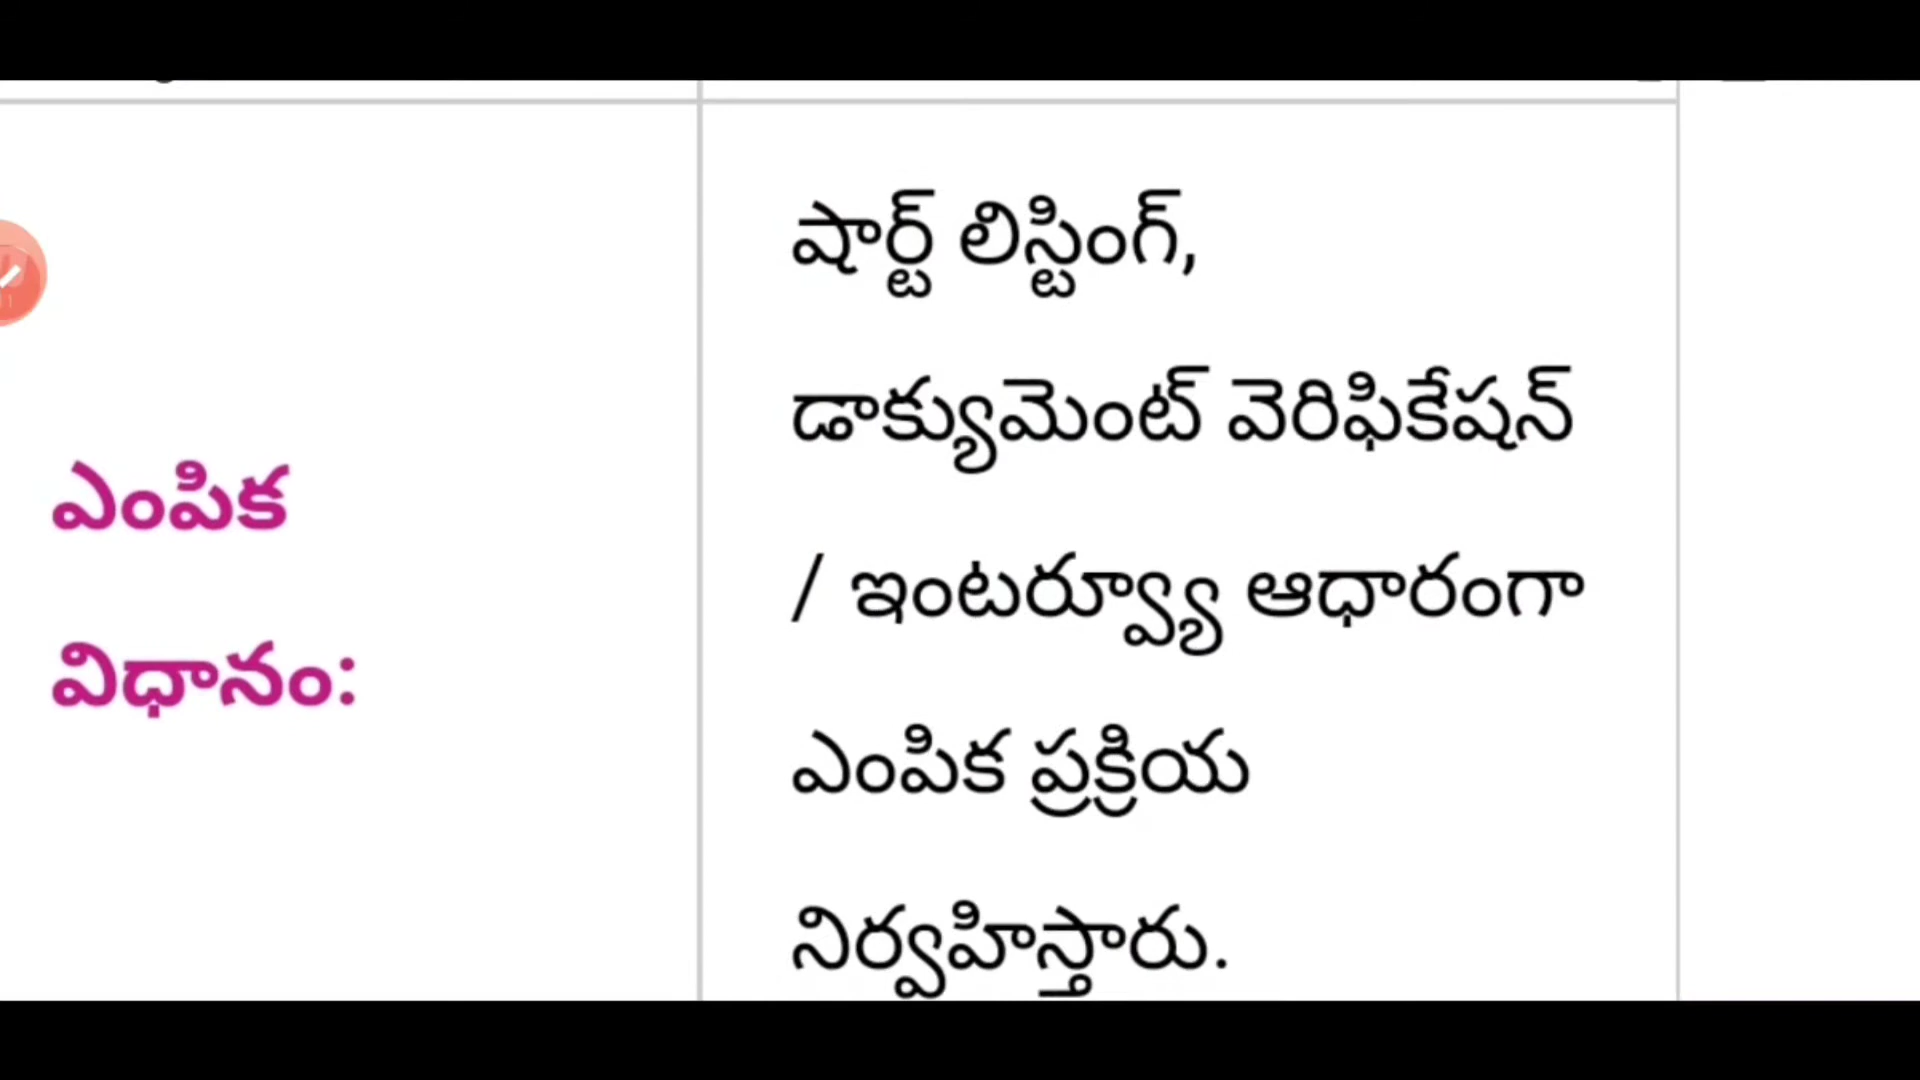 ఎంపిక
విధానం:
షార్ట్ లిస్టింగ్,
డాక్యుమెంట్ వెరిఫికేషన్
/ ఇంటర్వ్యూ ఆధారంగా
ఎంపిక ప్రక్రియ
నిర్వహిస్తారు.